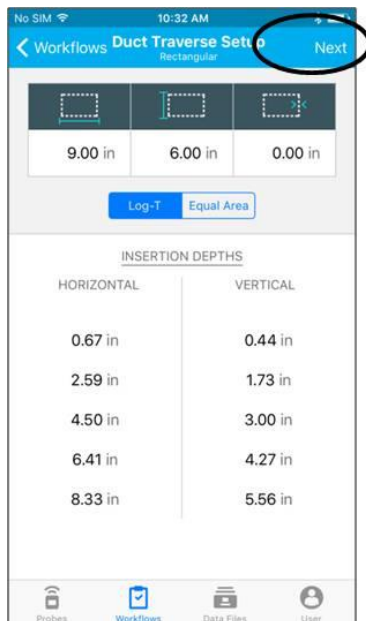 No SIM 10:32 AM
Workflows Duct Traverse Setup Next
Rectangular
9.00 in 6.00 in 0.00 in
Log-T Equal Area
INSERTION DEPTHS
HORIZONTAL VERTICAL
0.67 in 0.44 in
2.59 in 1.73 in
4.50 in 3.00 in
6.41 in 4.27 in
8.33 in 5.56 in
Probes Workflows Data Files User